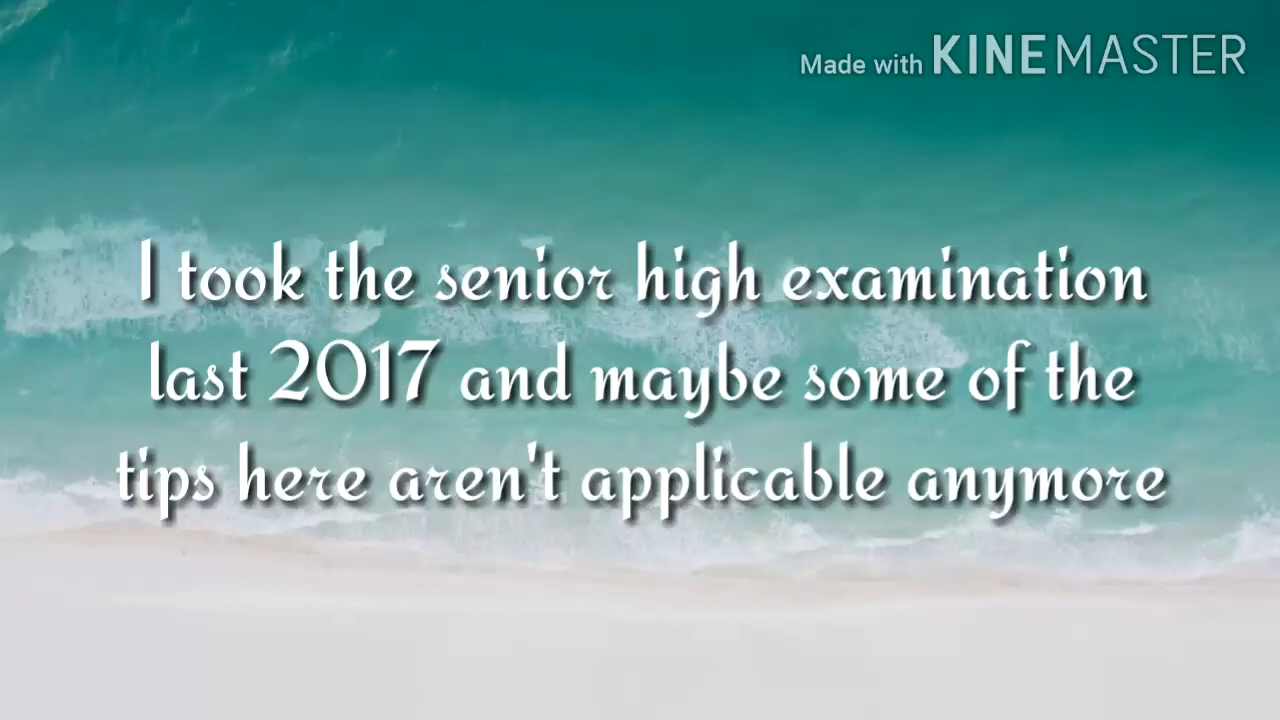 Made with KINEMASTER
I took the senior high examination
last 2017 and maybe some of the
tips here aren't applicable anymore